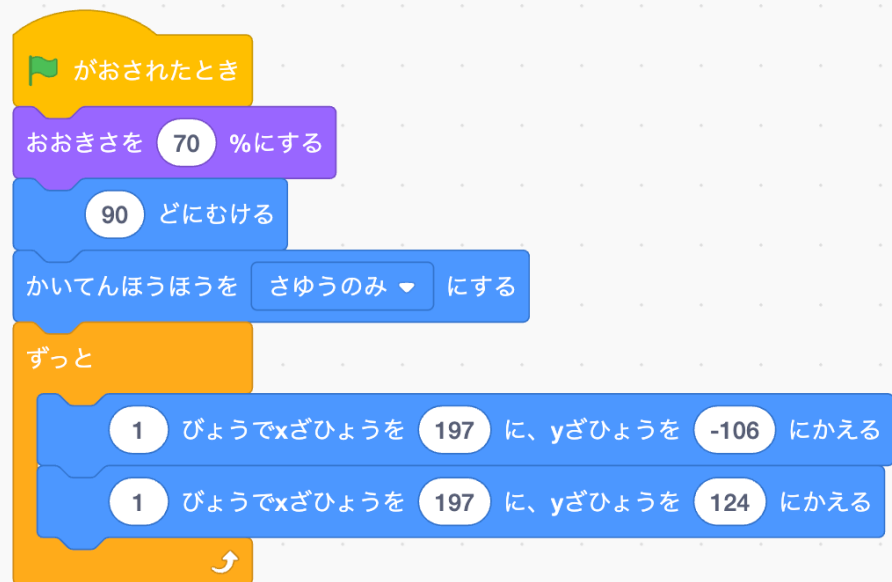 がおされたとき
おおきさを 70 %にする
90 どにむける
かいてんほうほうを さゆうのみ にする
ずっと
1 びょうでxざひょうを 197 に、yざひょうを -106 にかえる
1 びょうでxざひょうを 197 に、yざひょうを 124 にかえる